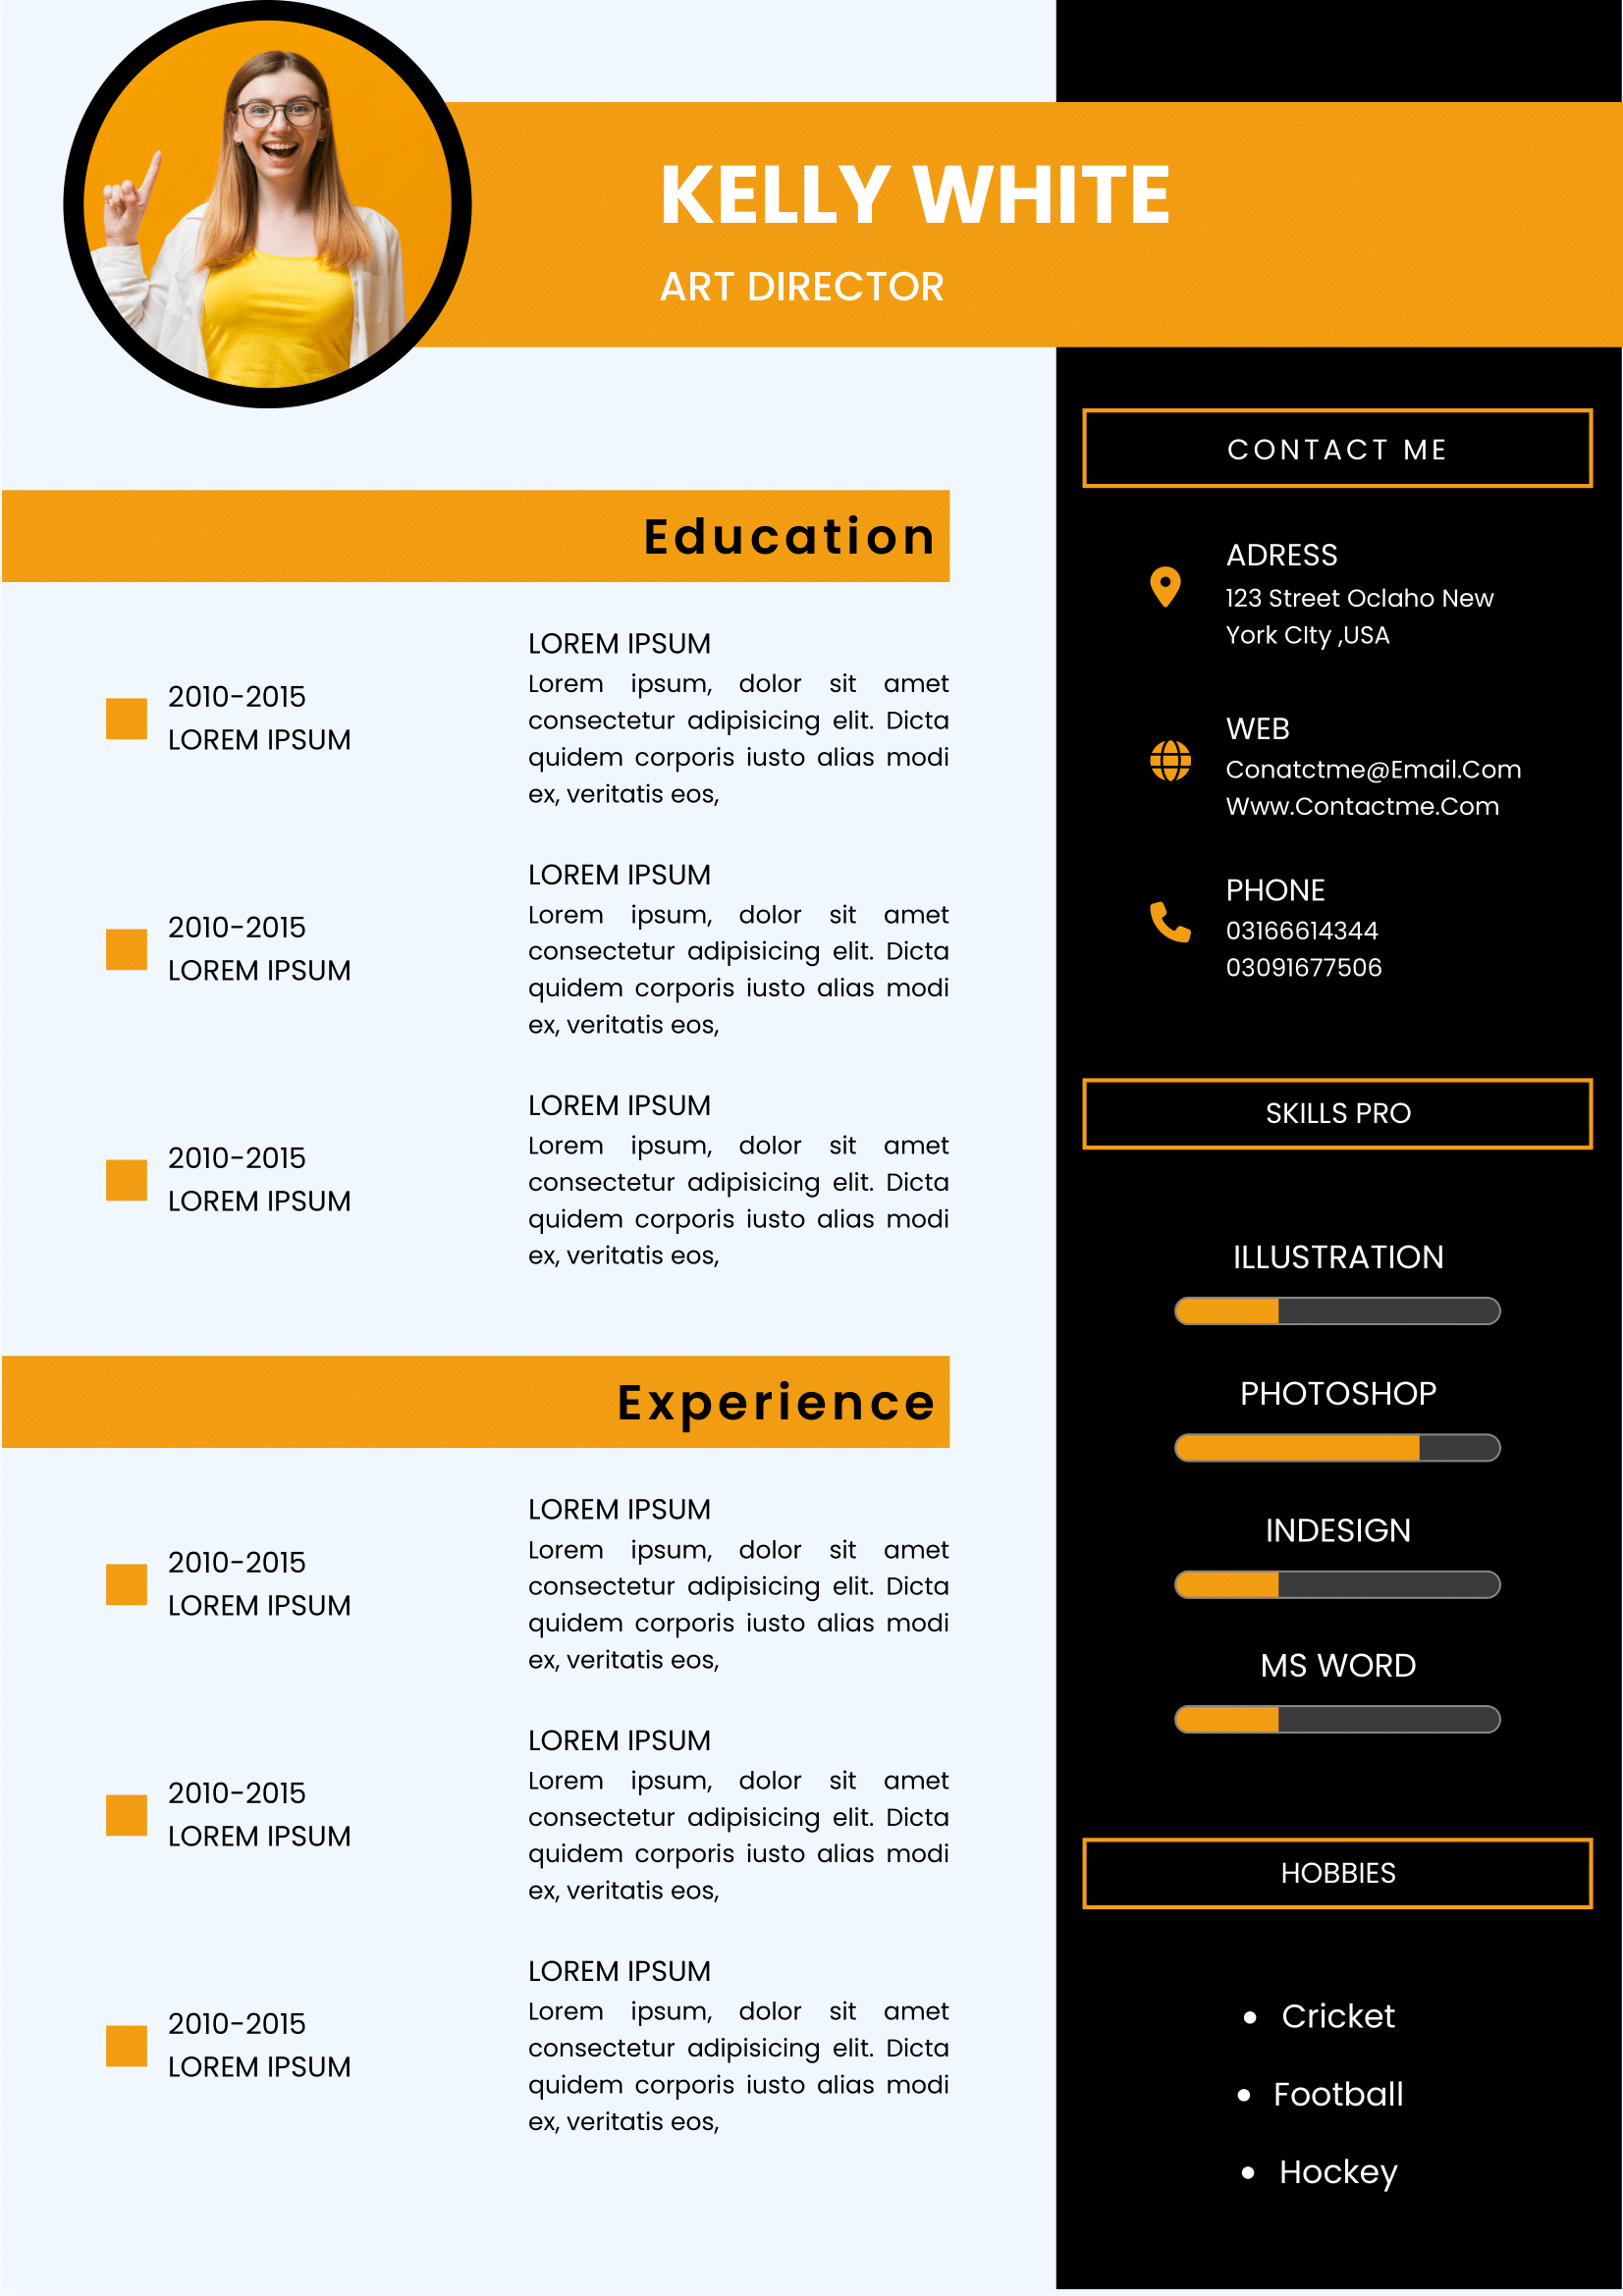 KELLY WHITE
ART DIRECTOR
Education
2010-2015
LOREM IPSUM
LOREM IPSUM
Lorem ipsum, dolor sit amet
consectetur adipisicing elit. Dicta
quidem corporis iusto alias modi
ex, veritatis eos,
2010-2015
LOREM IPSUM
LOREM IPSUM
Lorem ipsum, dolor sit amet
consectetur adipisicing elit. Dicta
quidem corporis iusto alias modi
ex, veritatis eos,
2010-2015
LOREM IPSUM
LOREM IPSUM
Lorem ipsum, dolor sit amet
consectetur adipisicing elit. Dicta
quidem corporis iusto alias modi
ex, veritatis eos,
Experience
2010-2015
LOREM IPSUM
LOREM IPSUM
Lorem ipsum, dolor sit amet
consectetur adipisicing elit. Dicta
quidem corporis iusto alias modi
ex, veritatis eos,
2010-2015
LOREM IPSUM
LOREM IPSUM
Lorem ipsum, dolor sit amet
consectetur adipisicing elit. Dicta
quidem corporis iusto alias modi
ex, veritatis eos,
2010-2015
LOREM IPSUM
LOREM IPSUM
Lorem ipsum, dolor sit amet
consectetur adipisicing elit. Dicta
quidem corporis iusto alias modi
ex, veritatis eos,
CONTACT ME
ADRESS
123 Street Oclaho New
York CIty ,USA
WEB
Conatctme@Email.Com
Www.Contactme.Com
PHONE
03166614344
03091677506
SKILLS PRO
ILLUSTRATION
PHOTOSHOP
INDESIGN
MS WORD
HOBBIES
• Cricket
• Football
• Hockey